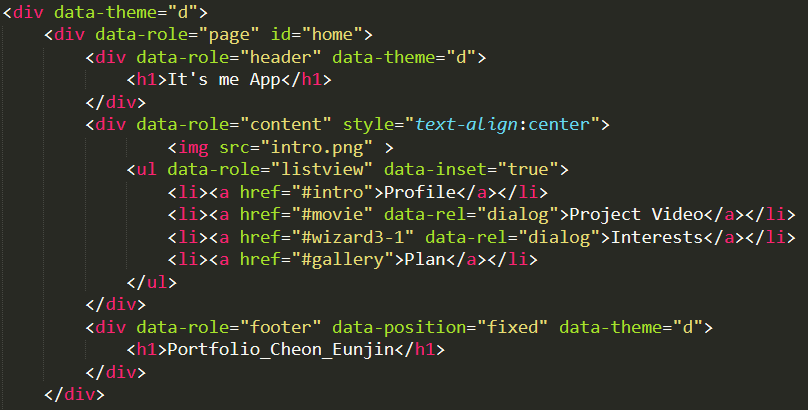 <div data-theme="d">
<div data-role="page" id="home">
<div data-role="header" data-theme="d">
<h1>It's me App</h1>
</div>
<div data-role="content" style="text-align:center">
<img src="intro.png" >
<ul data-role="listview" data-inset="true">
<li><a href="#intro">Profile</a></li>
<li><a href="#movie" data-rel="dialog">Project Video</a></li>
<li><a href="#wizard3-1" data-rel="dialog">Interests</a></li>
<li><a href="#gallery">Plan</a></li>
</ul>
</div>
<div data-role="footer" data-position="fixed" data-theme="d">
<h1>Portfolio_Cheon_Eunjin</h1>
</div>
</div>